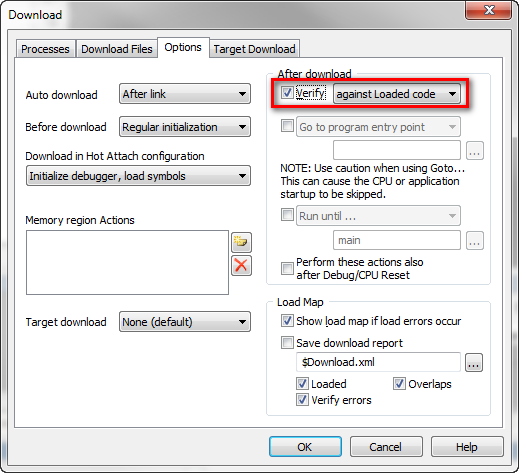 Download
Processes
Download Files
Options
Target Download
Auto download
After link
Before download
Regular initialization
Download in Hot Attach configuration
Initialize debugger, load symbols
Memory region Actions
Target download
None (default)
After download
Verify
against Loaded code
Go to program entry point
...
NOTE: Use caution when using Goto...
This can cause the CPU or application
startup to be skipped.
Run until ...
main
...
Perform these actions also
after Debug/CPU Reset
Load Map
Show load map if load errors occur
Save download report
$Download.xml
...
Loaded
Overlaps
Verify errors
OK
Cancel
Help